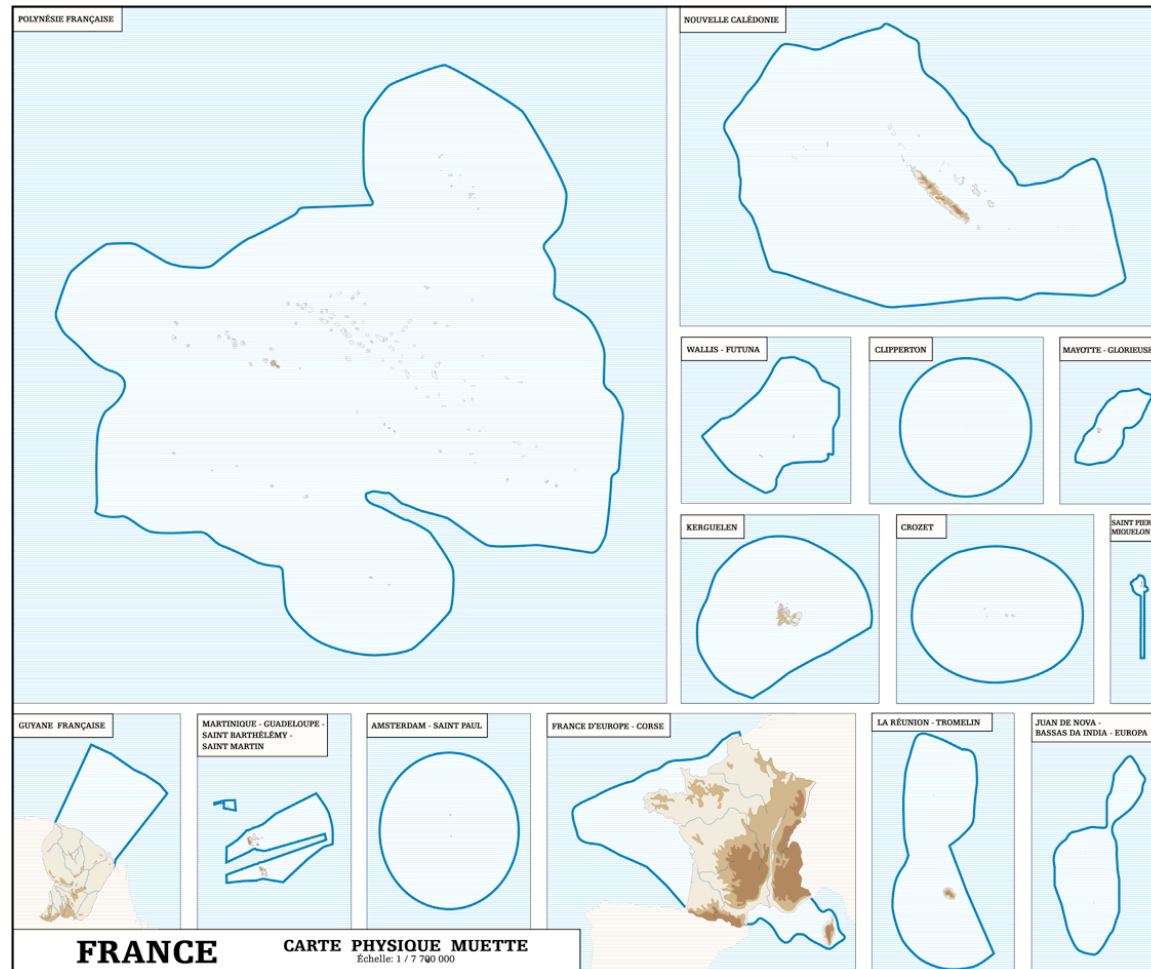 POLYNÉSIE FRANÇAISE
NOUVELLE CALÉDONIE
WALLIS - FUTUNA
CLIPPERTON
MAYOTTE - GLORIEUSE
KERGUELEN
CROZET
SAINT PIER
MIQUELON
GUYANE FRANÇAISE
MARTINIQUE - GUADELOUPE -
SAINT BARTHÉLÉMY -
SAINT MARTIN
AMSTERDAM - SAINT PAUL
FRANCE D'EUROPE - CORSE
LA RÉUNION - TROMELIN
JUAN DE NOVA -
BASSAS DA INDIA - EUROPA
FRANCE
CARTE PHYSIQUE MUETTE
Échelle: 1 / 7 700 000